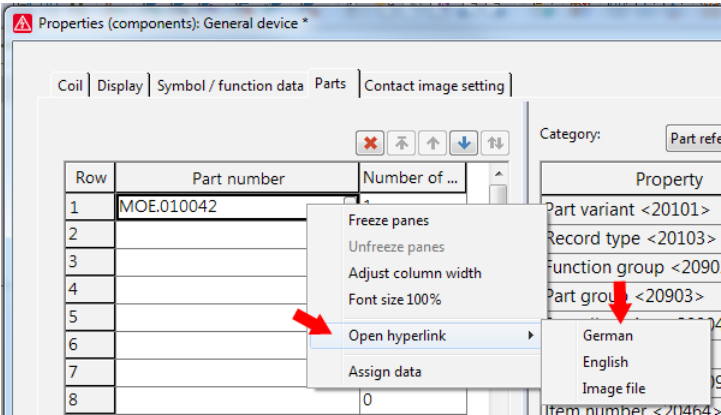 Properties (components): General device *
Coil Display Symbol / function data Parts Contact image setting
Category: Part refe
Row Part number Number of ... Property
1 MOE.010042 Part variant <20101>
2 Record type <20103>
3 Function group <2090
4 Part group <20903>
5
6
7
8 0
Item number <20464>
Freeze panes
Unfreeze panes
Adjust column width
Font size 100%
Open hyperlink
Assign data
German
English
Image file